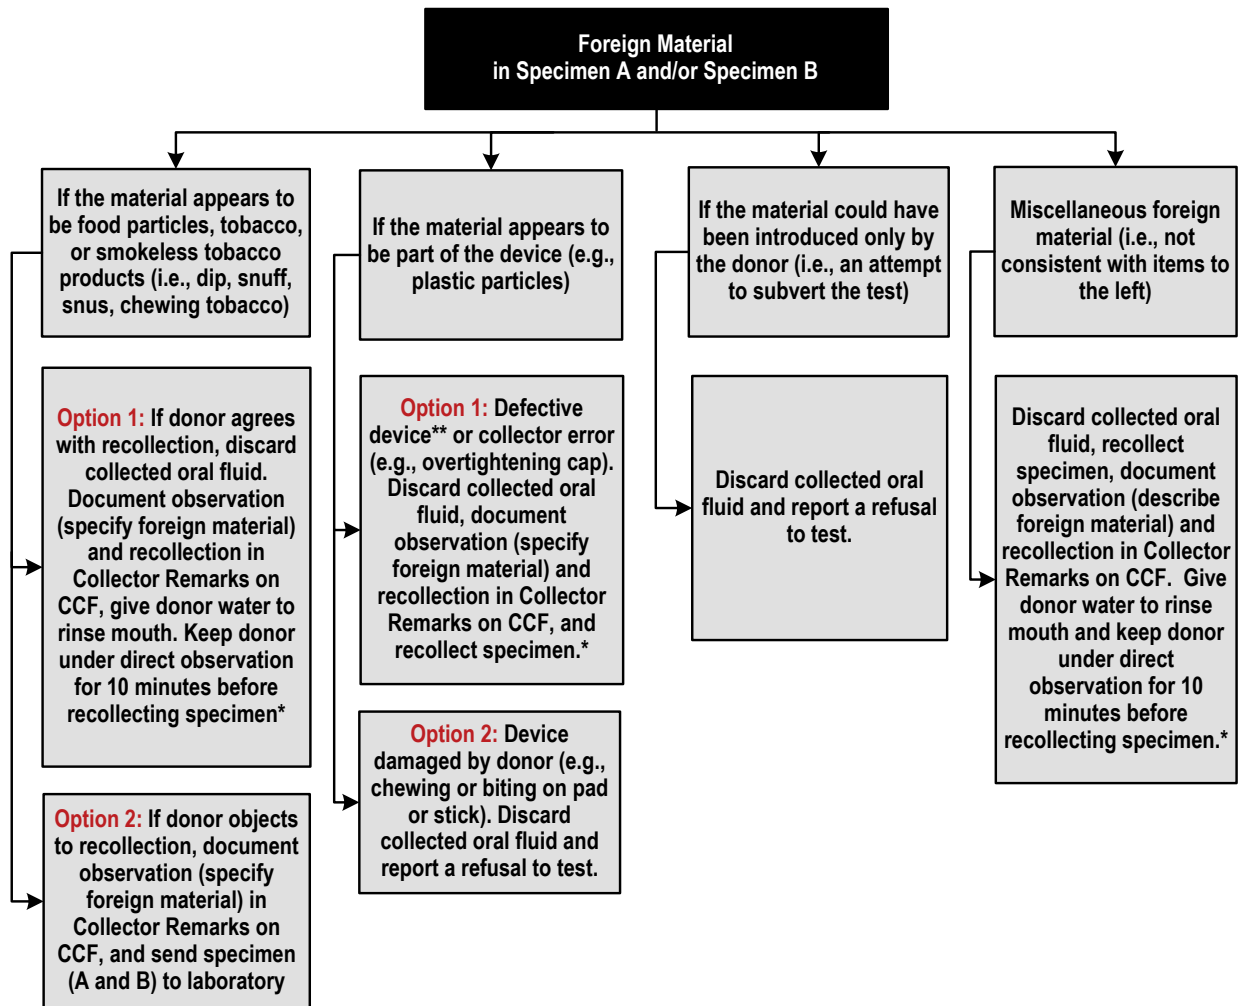 Foreign Material
in Specimen A and/or Specimen B
If the material appears to
be food particles, tobacco,
or smokeless tobacco
products (i.e., dip, snuff,
snus, chewing tobacco)
Option 1: If donor agrees
with recollection, discard
collected oral fluid.
Document observation
(specify foreign material)
and recollection in
Collector Remarks on
CCF, give donor water to
rinse mouth. Keep donor
under direct observation
for 10 minutes before
recollecting specimen*
Option 2: If donor objects
to recollection, document
observation (specify
foreign material) in
Collector Remarks on
CCF, and send specimen
(A and B) to laboratory
If the material appears to
be part of the device (e.g.,
plastic particles)
Option 1: Defective
device** or collector error
(e.g., overtightening cap).
Discard collected oral
fluid, document
observation (specify
foreign material) and
recollection in Collector
Remarks on CCF, and
recollect specimen.*
Option 2: Device
damaged by donor (e.g.,
chewing or biting on pad
or stick). Discard
collected oral fluid and
report a refusal to test.
If the material could have
been introduced only by
the donor (i.e., an attempt
to subvert the test)
Discard collected oral
fluid and report a refusal
to test.
Miscellaneous foreign
material (i.e., not
consistent with items to
the left)
Discard collected oral
fluid, recollect
specimen, document
observation (describe
foreign material) and
recollection in Collector
Remarks on CCF.  Give
donor water to rinse
mouth and keep donor
under direct
observation for 10
minutes before
recollecting specimen.*